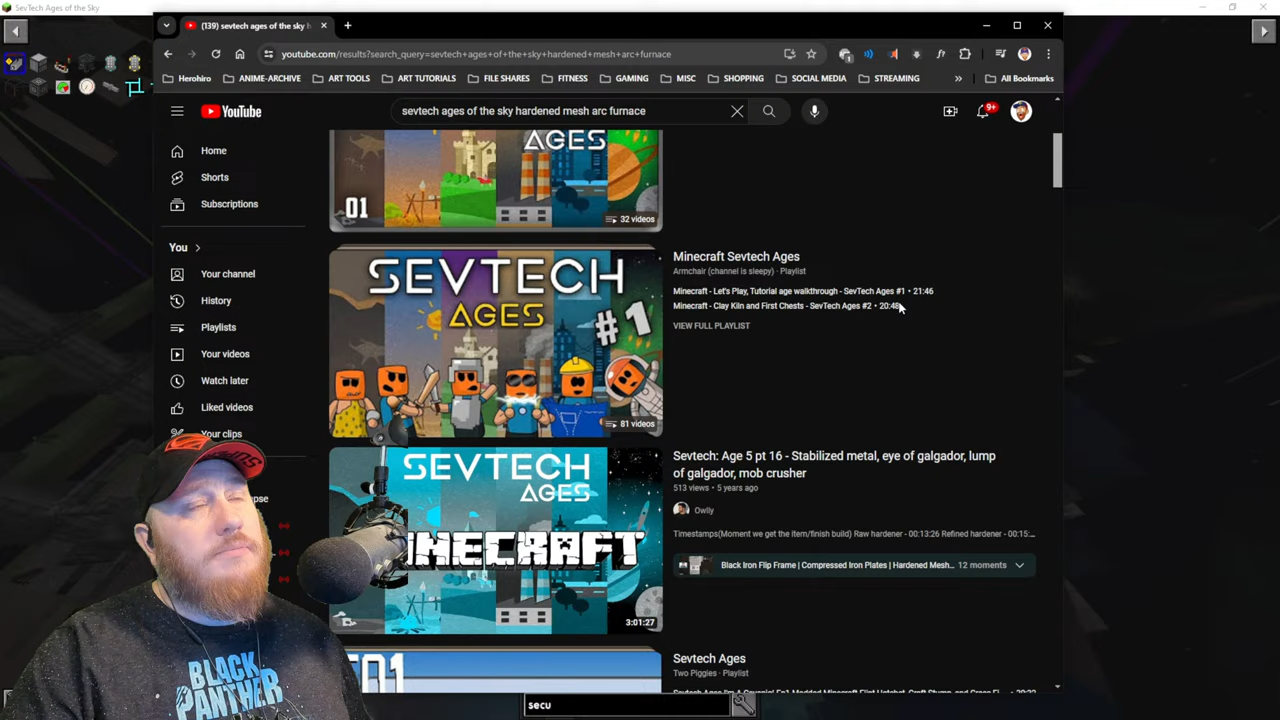 SevTech Ages of the Sky
(139) sevtech ages of the sky h
youtube.com/results?search_query=sevtech+ages+of+the+sky+hardened+mesh+arc+furnace
Herohiro
ANIME-ARCHIVE
ART TOOLS
ART TUTORIALS
FILE SHARES
FITNESS
GAMING
MISC
SHOPPING
SOCIAL MEDIA
STREAMING
All Bookmarks
YouTube
sevtech ages of the sky hardened mesh arc furnace
9+
Home
Shorts
Subscriptions
You
Your channel
History
Playlists
Your videos
Watch later
Liked videos
Your clips
AGES
01
32 videos
SEVTECH
AGES
#1
81 videos
Minecraft Sevtech Ages
Armchair (channel is sleepy) · Playlist
Minecraft - Let's Play, Tutorial age walkthrough - SevTech Ages #1 · 21:46
Minecraft - Clay Kiln and First Chests - SevTech Ages #2 · 20:48
VIEW FULL PLAYLIST
SEVTECH
AGES
MINECRAFT
3:01:27
Sevtech: Age 5 pt 16 - Stabilized metal, eye of galgador, lump
of galgador, mob crusher
513 views · 5 years ago
Owlly
Timestamps(Moment we get the item/finish build) Raw hardener - 00:13:26 Refined hardener - 00:15:...
Black Iron Flip Frame | Compressed Iron Plates | Hardened Mesh...
12 moments
Sevtech Ages
Two Piggies · Playlist
BLACK
PANTHER
secu